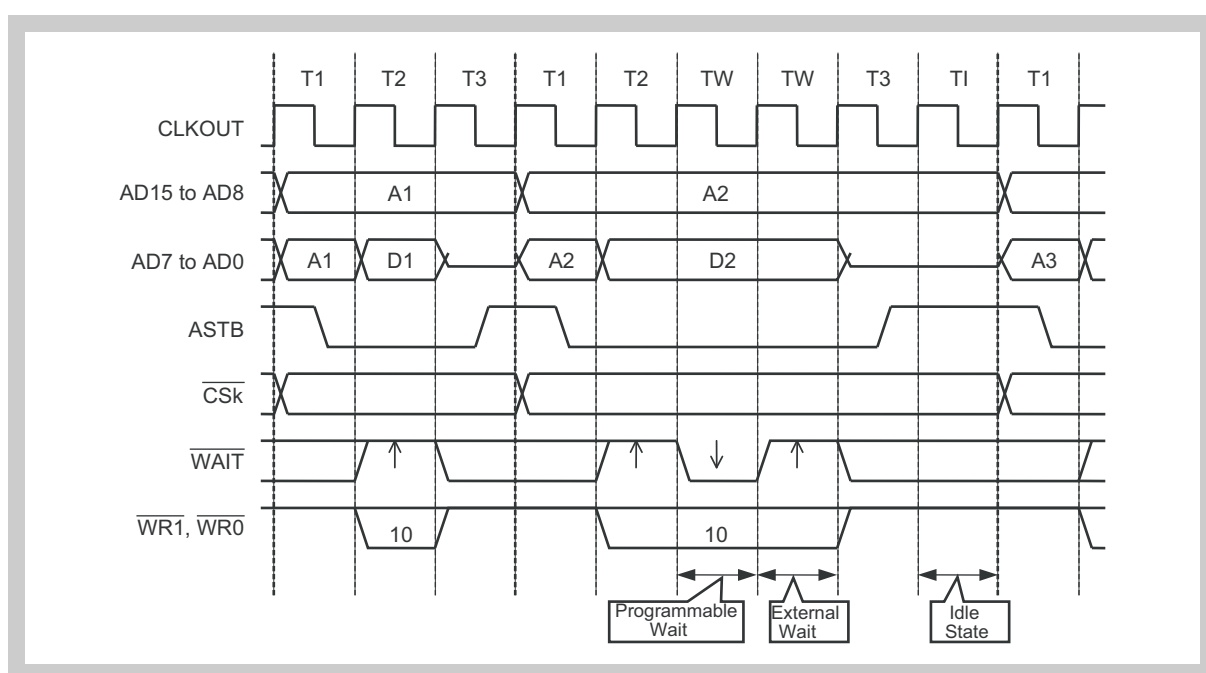 T1 T2 T3 T1 T2 TW TW T3 TI T1
CLKOUT
AD15 to AD8 A1 A2
AD7 to AD0 A1 D1 A2 D2 A3
ASTB
CSk
WAIT
WR1, WR0 10 10
Programmable
Wait
External
Wait
Idle
State